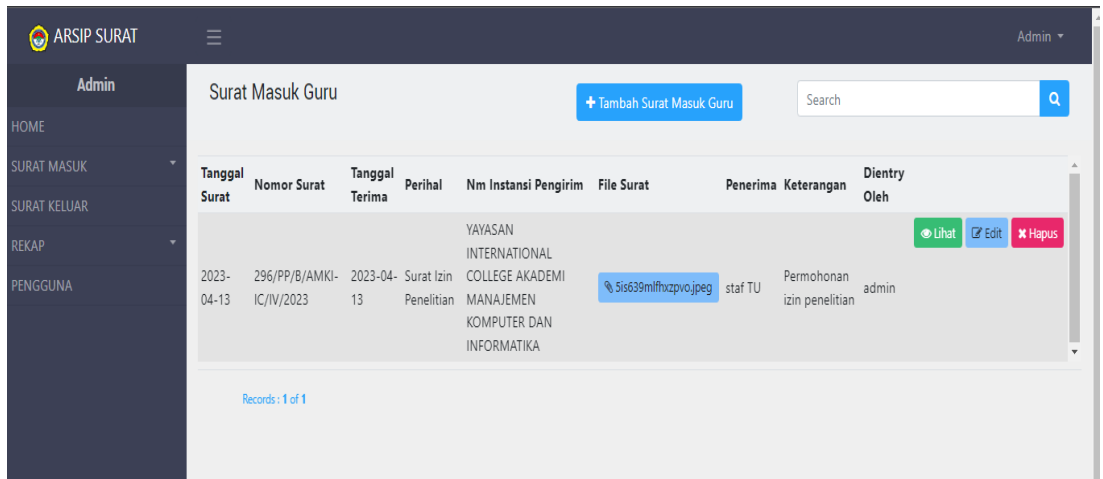 ARSIP SURAT
Admin
Admin
HOME
SURAT MASUK
SURAT KELUAR
REKAP
PENGGUNA
Surat Masuk Guru
Tambah Surat Masuk Guru
Search
Tanggal Surat
Nomor Surat
Tanggal Terima
Perihal
Nm Instansi Pengirim
File Surat
Penerima
Keterangan
Dientry Oleh
2023-
04-13
296/PP/B/AMKI-
IC/IV/2023
2023-04-
13
Surat Izin
Penelitian
YAYASAN
INTERNATIONAL
COLLEGE AKADEMI
MANAJEMEN
KOMPUTER DAN
INFORMATIKA
5is639mlfhxzpvo.jpeg
staf TU
Permohonan
izin penelitian
admin
Lihat
Edit
Hapus
Records : 1 of 1